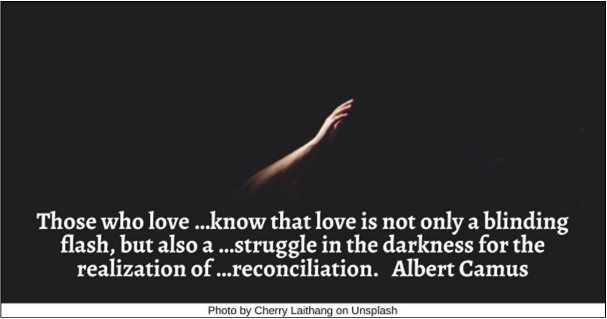 Those who love ...know that love is not only a blinding
flash, but also a ...struggle in the darkness for the
realization of ...reconciliation.   Albert Camus
Photo by Cherry Laithang on Unsplash